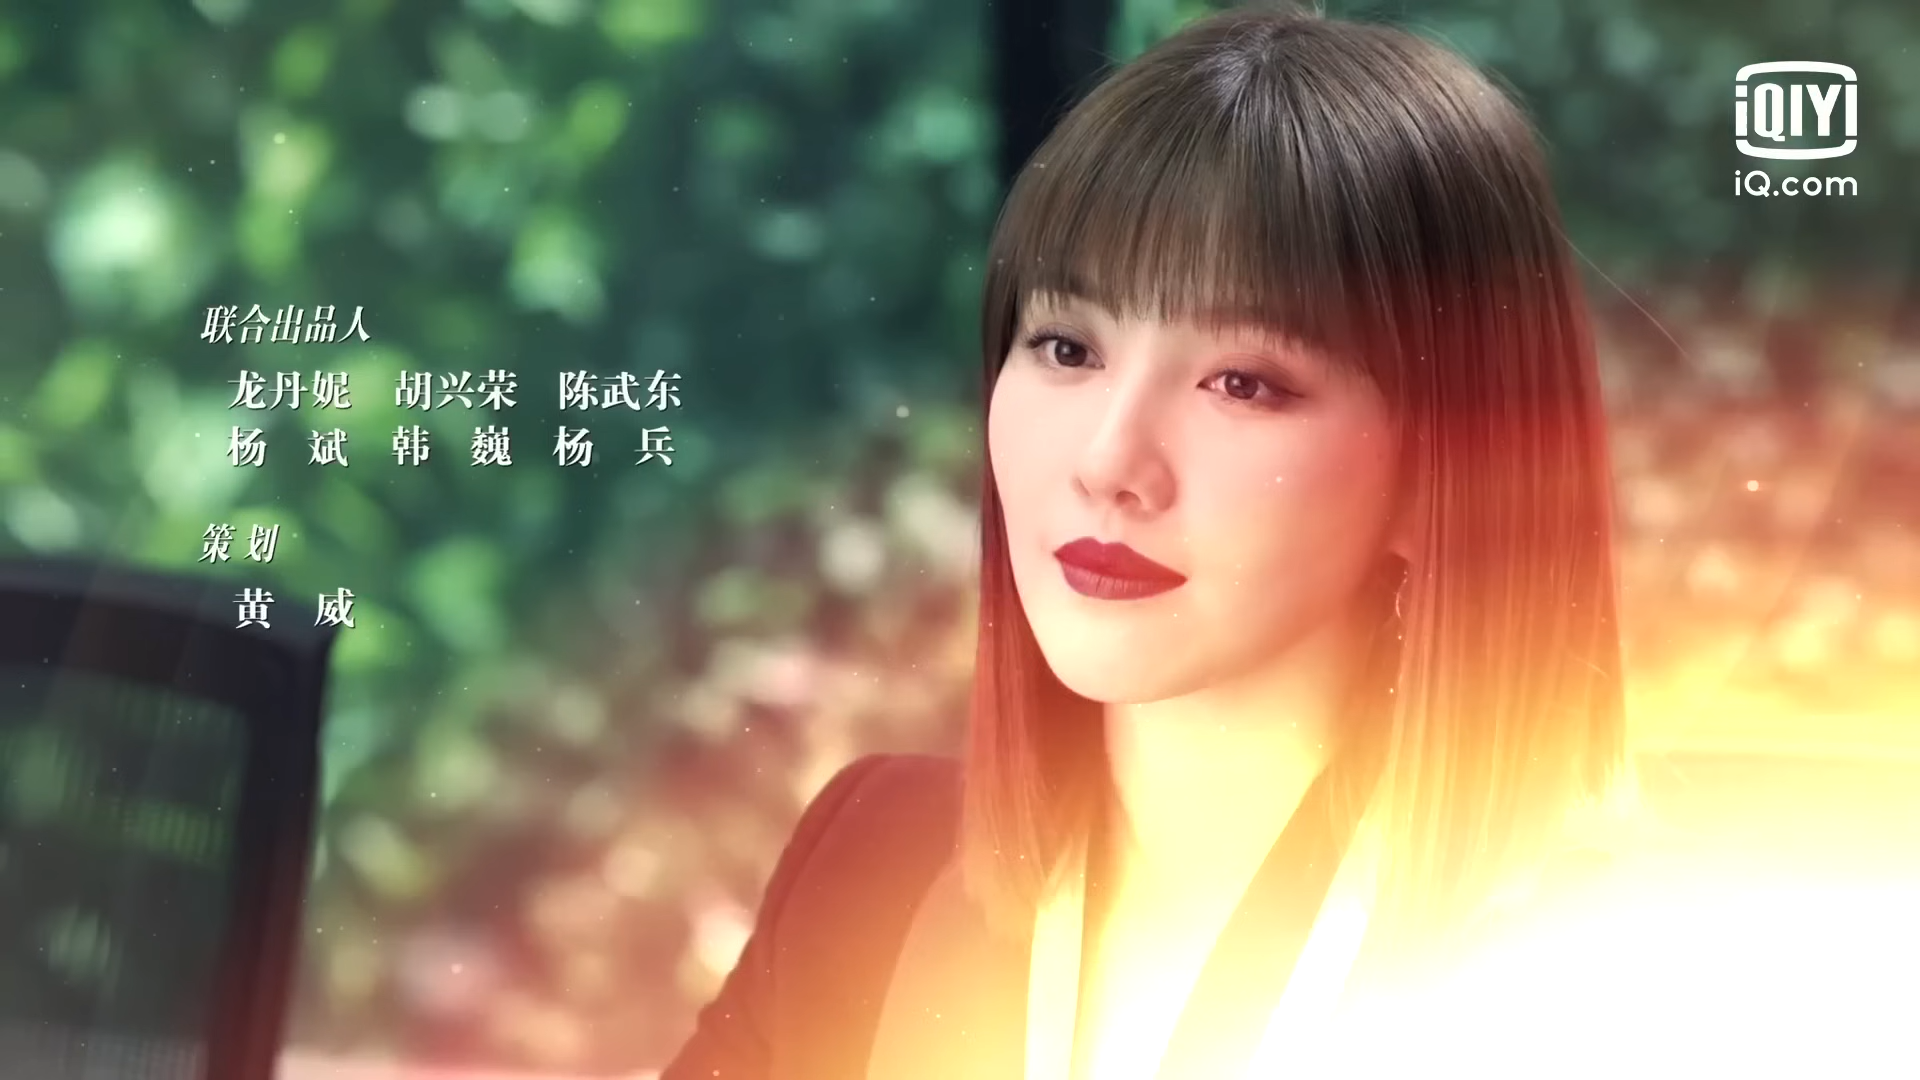 iQIYI
iQ.com
联合出品人
龙丹妮 胡兴荣 陈武东
杨 斌 韩 巍 杨 兵
策 划
黄 威